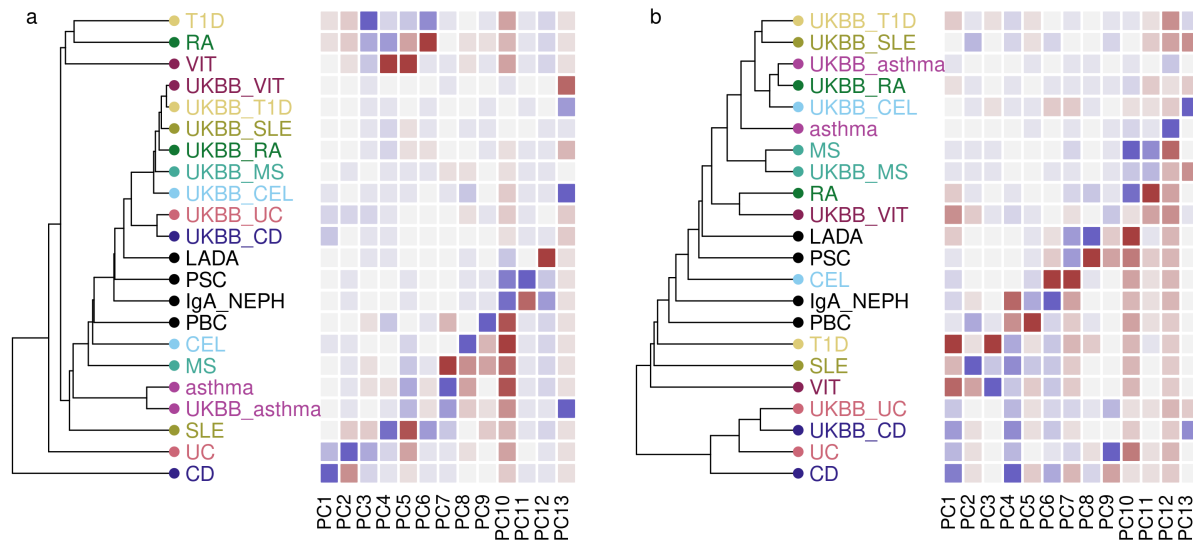 a
T1D
RA
VIT
UKBB_VIT
UKBB_T1D
UKBB_SLE
UKBB_RA
UKBB_MS
UKBB_CEL
UKBB_UC
UKBB_CD
LADA
PSC
IgA_NEPH
PBC
CEL
MS
asthma
UKBB_asthma
SLE
UC
CD
PC1
PC2
PC3
PC4
PC5
PC6
PC7
PC8
PC9
PC10
PC11
PC12
PC13
b
UKBB_T1D
UKBB_SLE
UKBB_asthma
UKBB_RA
UKBB_CEL
asthma
MS
UKBB_MS
RA
UKBB_VIT
LADA
PSC
CEL
IgA_NEPH
PBC
T1D
SLE
VIT
UKBB_UC
UKBB_CD
UC
CD
PC1
PC2
PC3
PC4
PC5
PC6
PC7
PC8
PC9
PC10
PC11
PC12
PC13